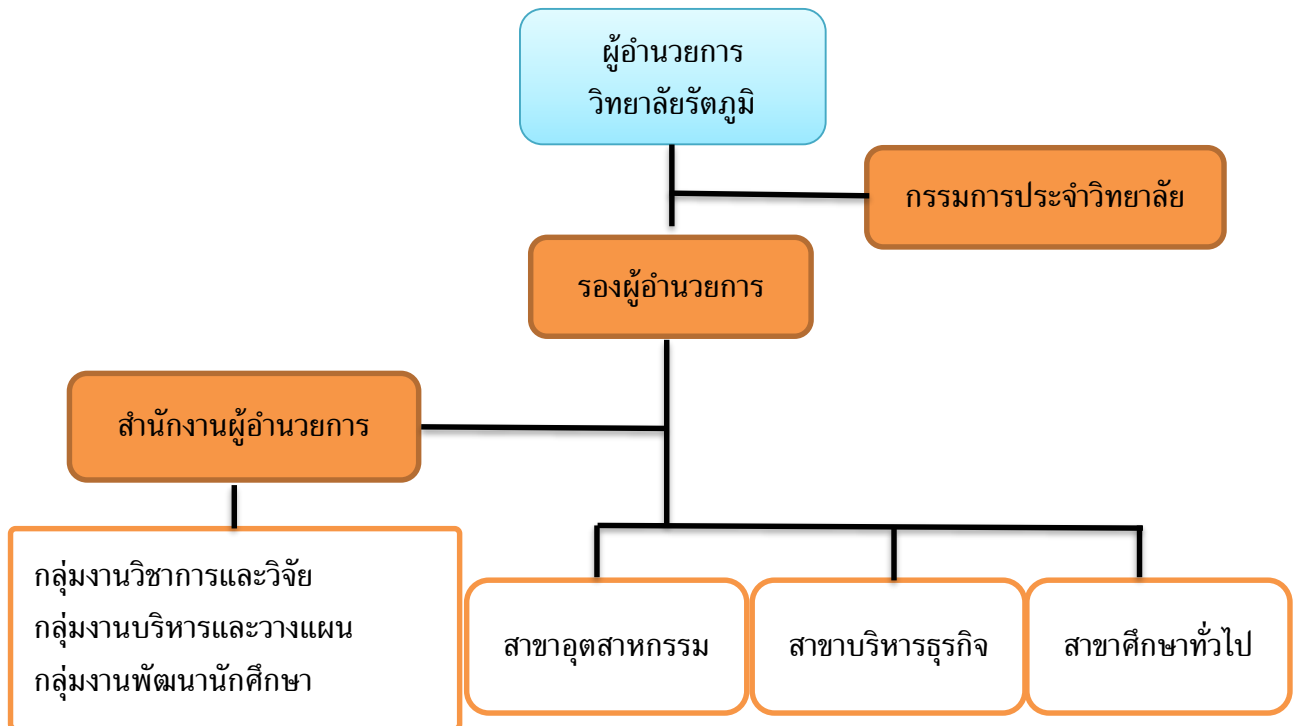 ผู้อำนวยการ
วิทยาลัยรัตภูมิ
กรรมการประจำวิทยาลัย
รองผู้อำนวยการ
สำนักงานผู้อำนวยการ
กลุ่มงานวิชาการและวิจัย
กลุ่มงานบริหารและวางแผน
กลุ่มงานพัฒนานักศึกษา
สาขาอุตสาหกรรม
สาขาบริหารธุรกิจ
สาขาศึกษาทั่วไป